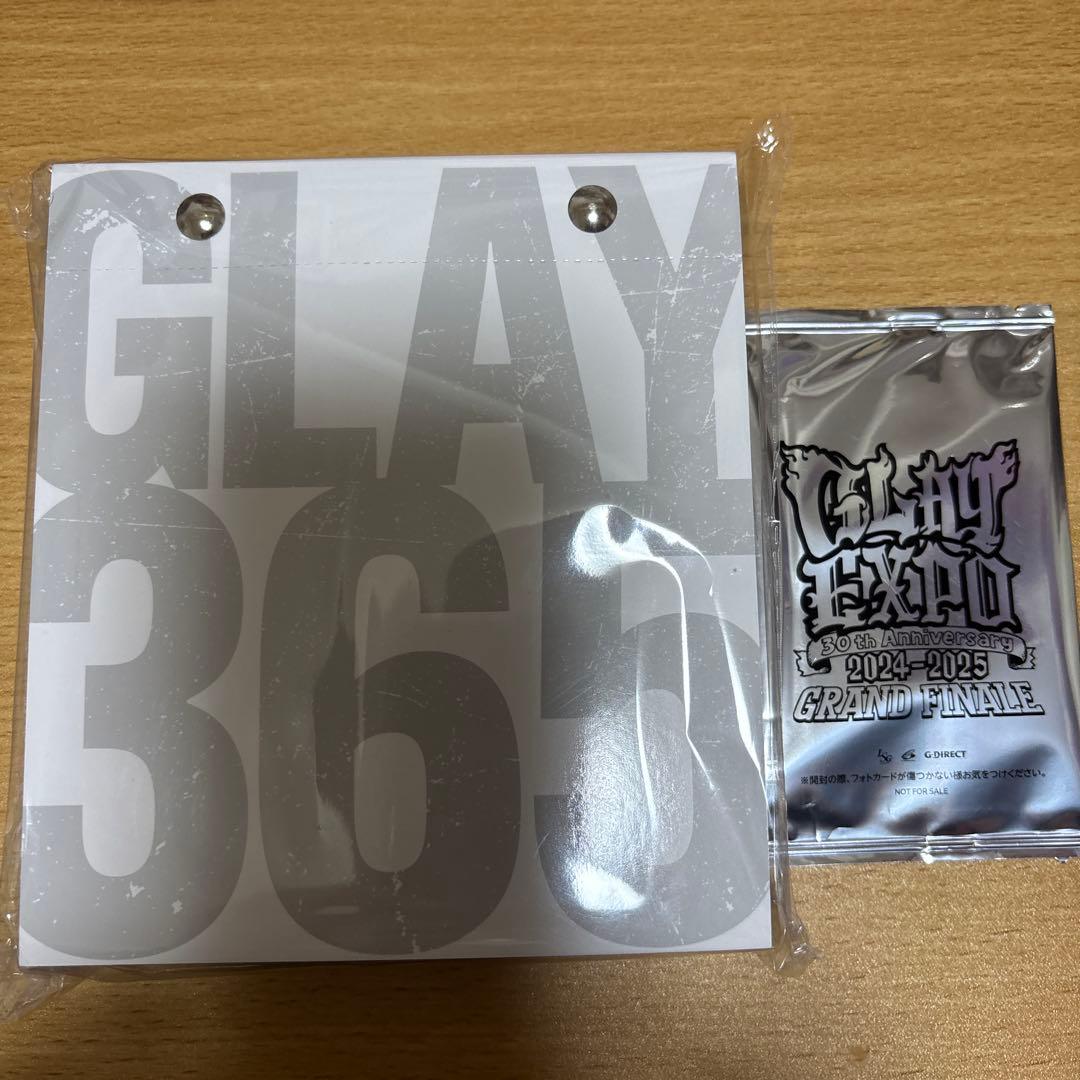 GLAY
365
GLAY
EXPO
30th Anniversary
2024-2025
GRAND FINALE
LSG G-DIRECT
※開封の際、フォトカードが傷つかない様お気をつけください。
NOT FOR SALE